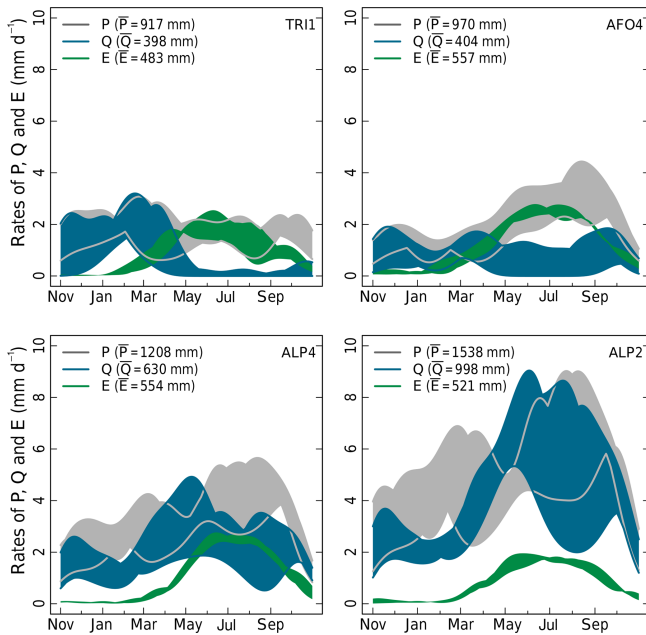 P (P̅ = 917 mm) TRI1
Q (Q̅ = 398 mm)
E (E̅ = 483 mm)
Rates of P, Q and E (mm d⁻¹)
10
8
6
4
2
0
Nov Jan Mar May Jul Sep
P (P̅ = 970 mm) AFO4
Q (Q̅ = 404 mm)
E (E̅ = 557 mm)
10
8
6
4
2
0
Nov Jan Mar May Jul Sep
P (P̅ = 1208 mm) ALP4
Q (Q̅ = 630 mm)
E (E̅ = 554 mm)
Rates of P, Q and E (mm d⁻¹)
10
8
6
4
2
0
Nov Jan Mar May Jul Sep
P (P̅ = 1538 mm) ALP2
Q (Q̅ = 998 mm)
E (E̅ = 521 mm)
10
8
6
4
2
0
Nov Jan Mar May Jul Sep